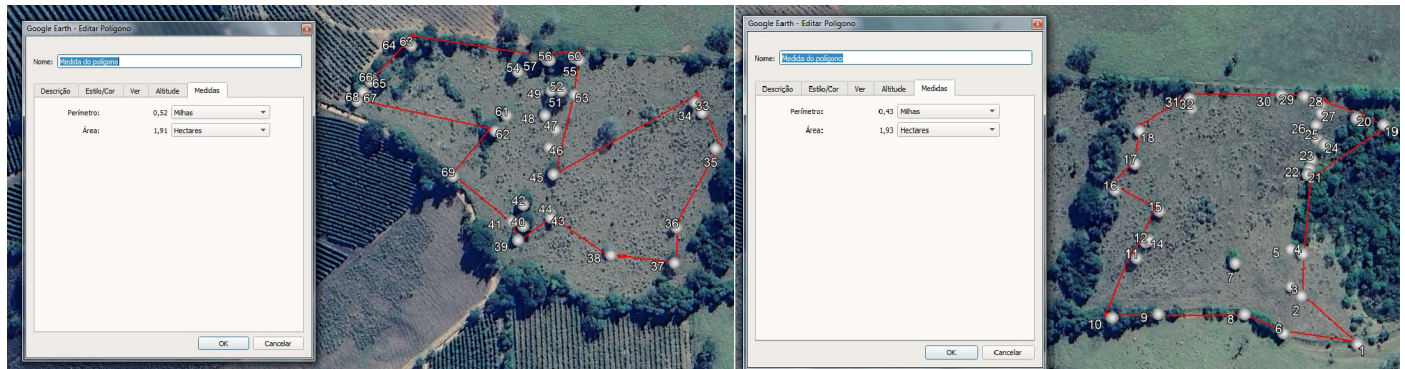 Google Earth - Editar Polígono
Nome: Medida do polígono
Descrição Estilo/Cor Ver Altitude Medidas
Perímetro: 0,52 Milhas
Área: 1,91 Hectares
OK Cancelar
64 63
56 60
54 57 55
66 65
49 52
68 67
51 53
61
48
33
34
62
47
46
35
45
69
42
44
41 40 43
36
39
38
37
Google Earth - Editar Polígono
Nome: Medida do polígono
Descrição Estilo/Cor Ver Altitude Medidas
Perímetro: 0,43 Milhas
Área: 1,93 Hectares
OK Cancelar
31 32 30 29 28
27
20
19
26
18
25
24
17
23
22 21
16
15
12 14
5 4
11
7
3
2
10 9 8
6
1